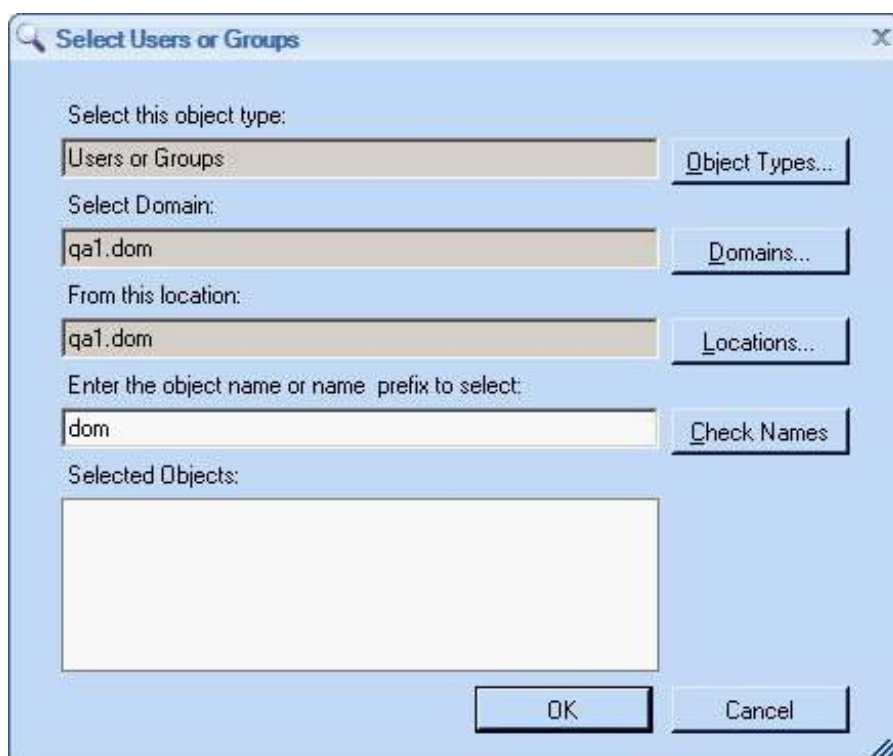 Select Users or Groups
Select this object type:
Users or Groups
Object Types...
Select Domain:
qa1.dom
Domains...
From this location:
qa1.dom
Locations...
Enter the object name or name prefix to select:
dom
Check Names
Selected Objects:
OK
Cancel